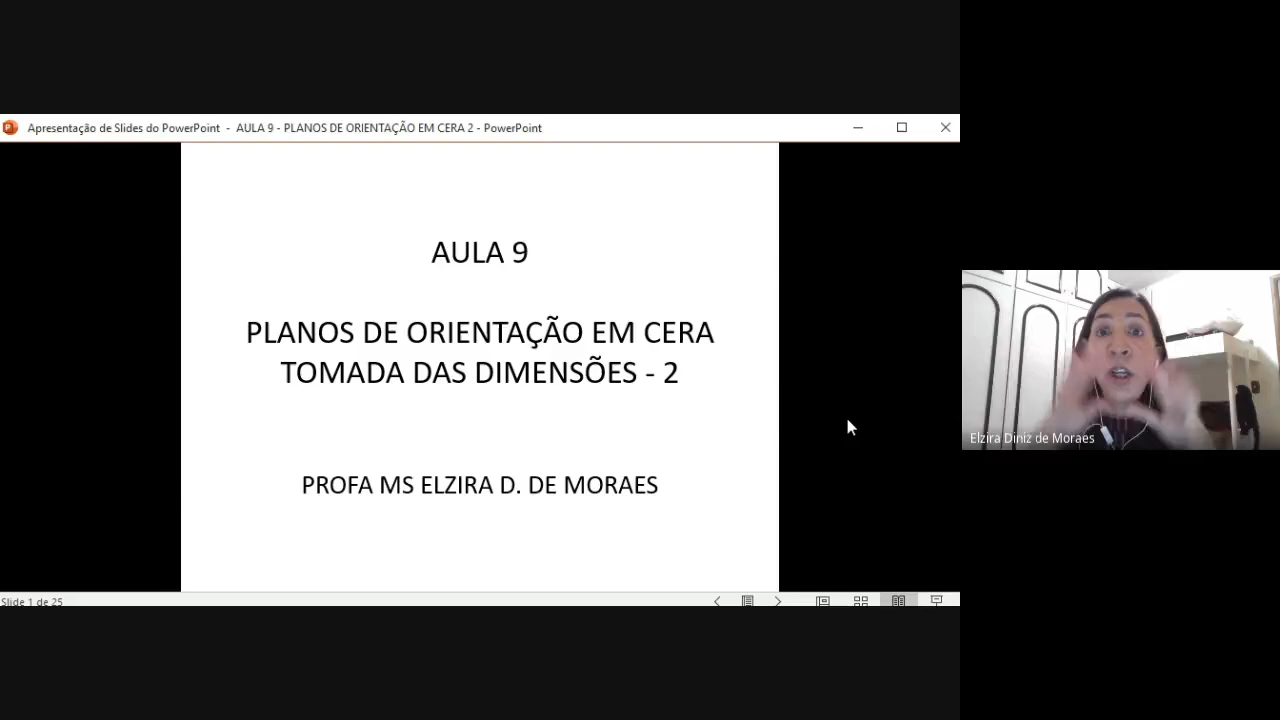 Apresentação de Slides do PowerPoint - AULA 9 - PLANOS DE ORIENTAÇÃO EM CERA 2 - PowerPoint
AULA 9
PLANOS DE ORIENTAÇÃO EM CERA
TOMADA DAS DIMENSÕES - 2
PROFA MS ELZIRA D. DE MORAES
Elzira Diniz de Moraes
Slide 1 de 25